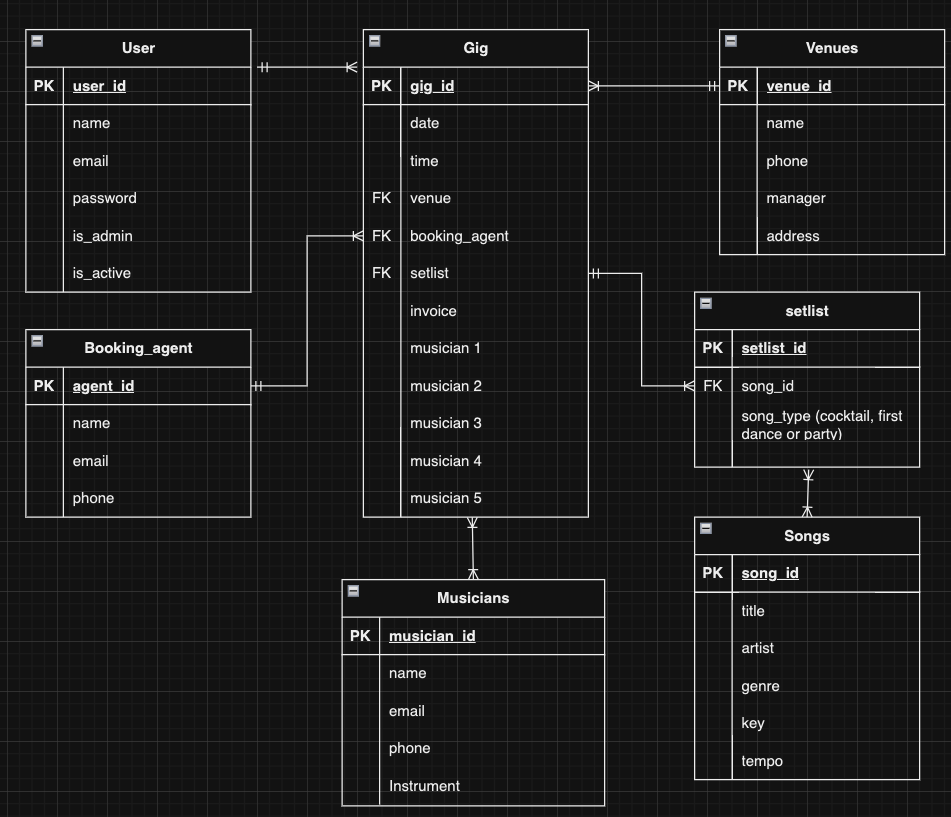 User
PK user_id
name
email
password
is_admin
is_active
Gig
PK gig_id
date
time
FK venue
FK booking_agent
FK setlist
invoice
musician 1
musician 2
musician 3
musician 4
musician 5
Venues
PK venue_id
name
phone
manager
address
Booking_agent
PK agent_id
name
email
phone
setlist
PK setlist_id
FK song_id
song_type (cocktail, first
dance or party)
Musicians
PK musician_id
name
email
phone
Instrument
Songs
PK song_id
title
artist
genre
key
tempo